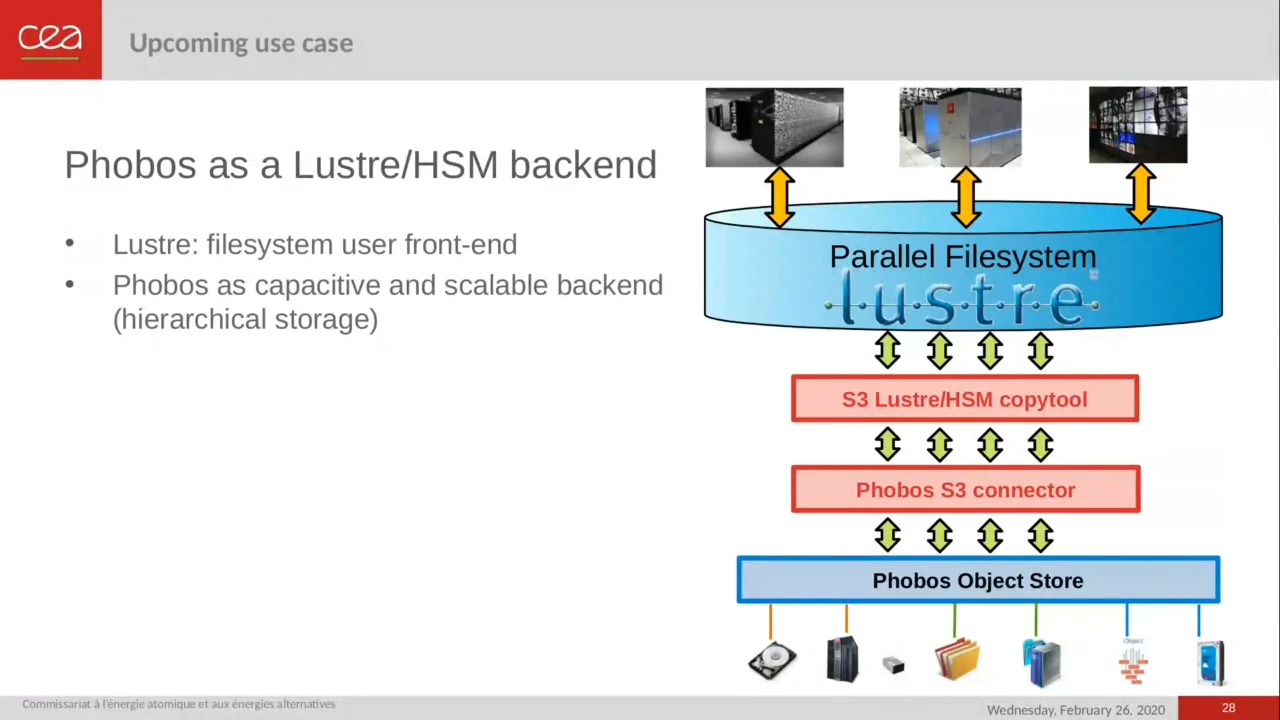 cea
Upcoming use case
Phobos as a Lustre/HSM backend
• Lustre: filesystem user front-end
• Phobos as capacitive and scalable backend
(hierarchical storage)
Parallel Filesystem
lustre
S3 Lustre/HSM copytool
Phobos S3 connector
Phobos Object Store
Object
Commissariat à l'énergie atomique et aux énergies alternatives
Wednesday, February 26, 2020
28